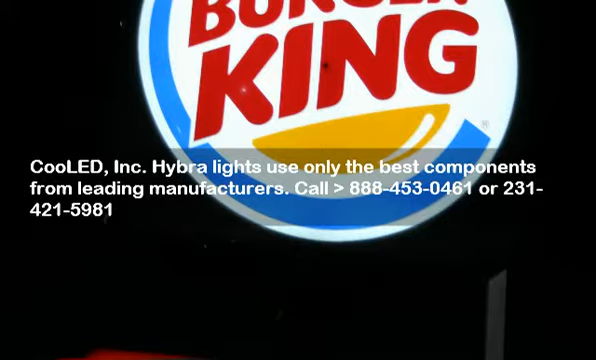 BURGER
KING
®
CooLED, Inc. Hybra lights use only the best components
from leading manufacturers. Call > 888-453-0461 or 231-
421-5981